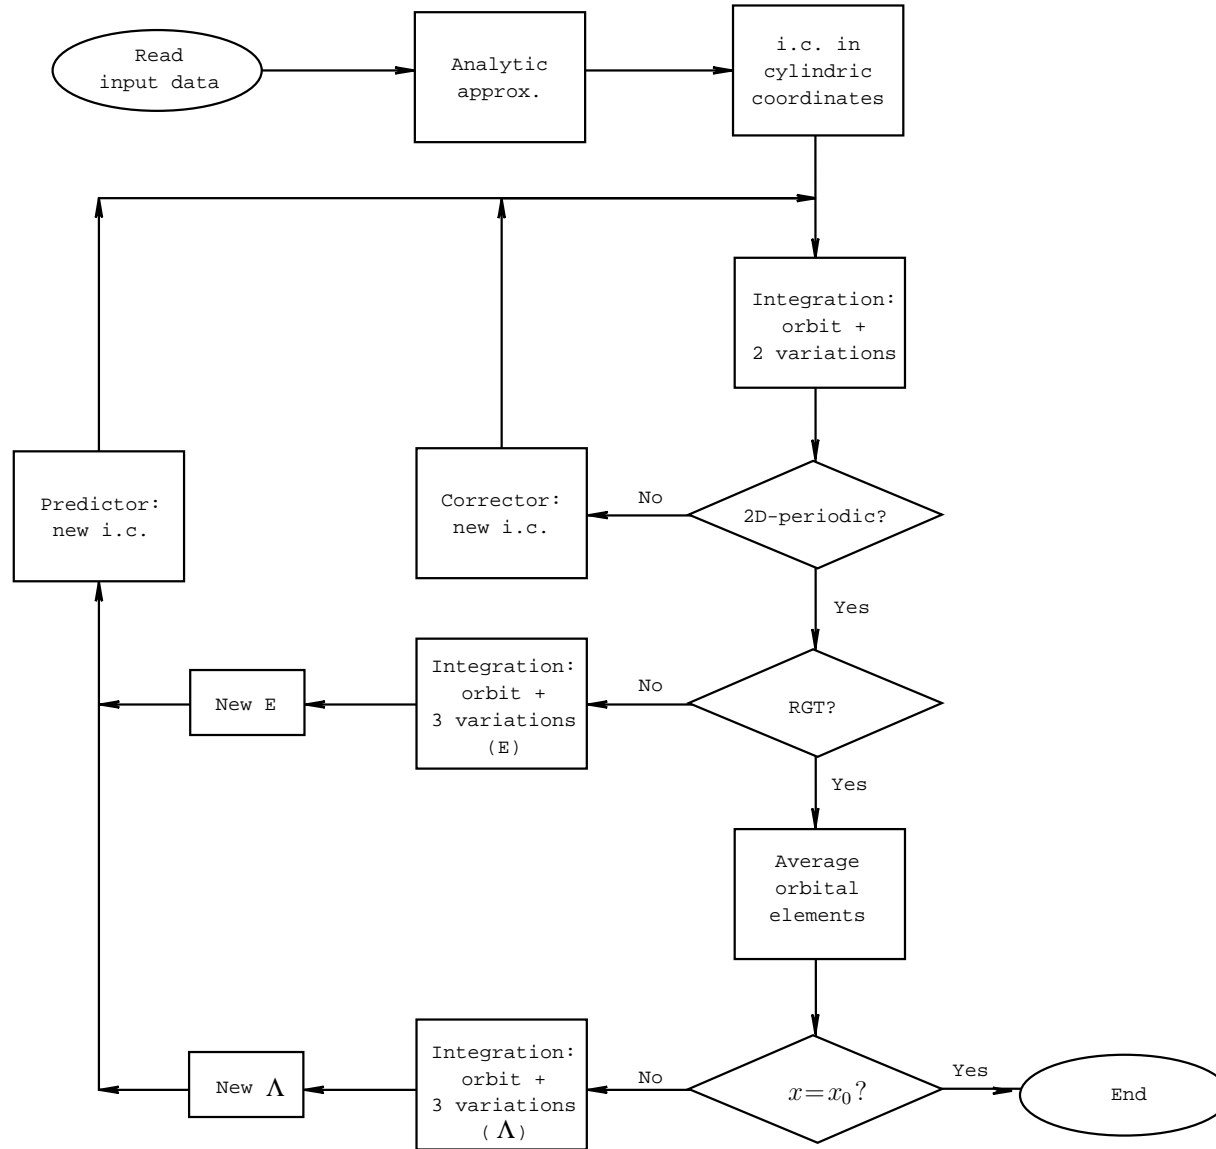 Read
input data
Analytic
approx.
i.c. in
cylindric
coordinates
Integration:
orbit +
2 variations
Predictor:
new i.c.
Corrector:
new i.c.
No
2D-periodic?
Yes
New E
Integration:
orbit +
3 variations
(E)
No
RGT?
Yes
Average
orbital
elements
New Λ
Integration:
orbit +
3 variations
(Λ)
No
x=x₀?
Yes
End